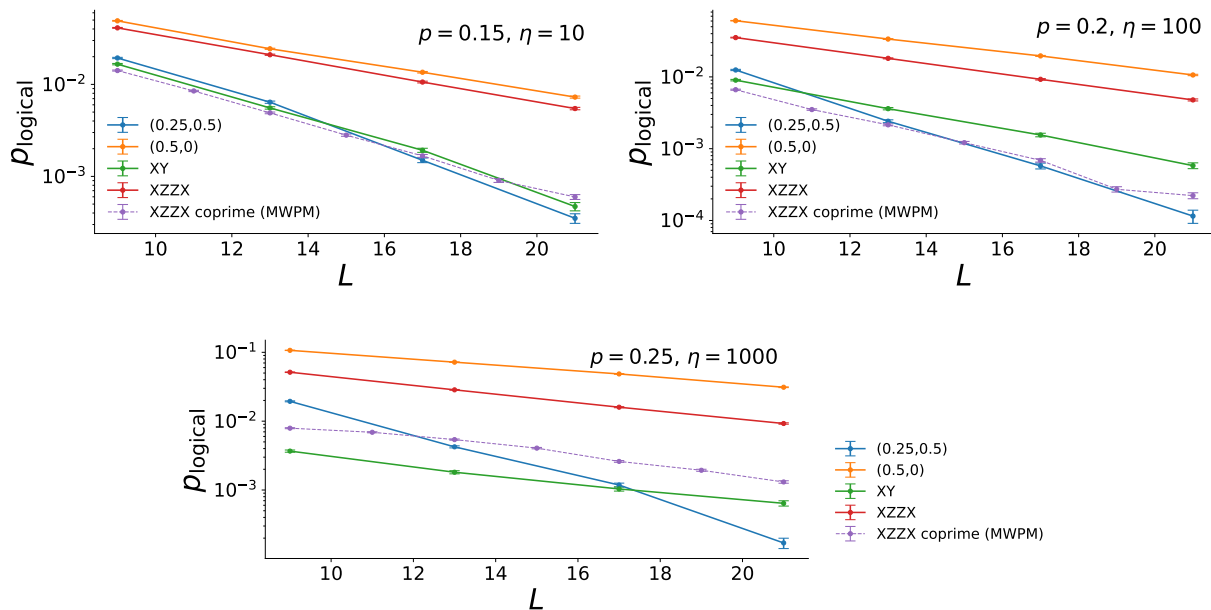 p = 0.15, η = 10
p_logical
10⁻²
10⁻³
(0.25,0.5)
(0.5,0)
XY
XZZX
XZZX coprime (MWPM)
10 12 14 16 18 20
L
p = 0.2, η = 100
p_logical
10⁻²
10⁻³
10⁻⁴
(0.25,0.5)
(0.5,0)
XY
XZZX
XZZX coprime (MWPM)
10 12 14 16 18 20
L
p = 0.25, η = 1000
p_logical
10⁻¹
10⁻²
10⁻³
10 12 14 16 18 20
L
(0.25,0.5)
(0.5,0)
XY
XZZX
XZZX coprime (MWPM)